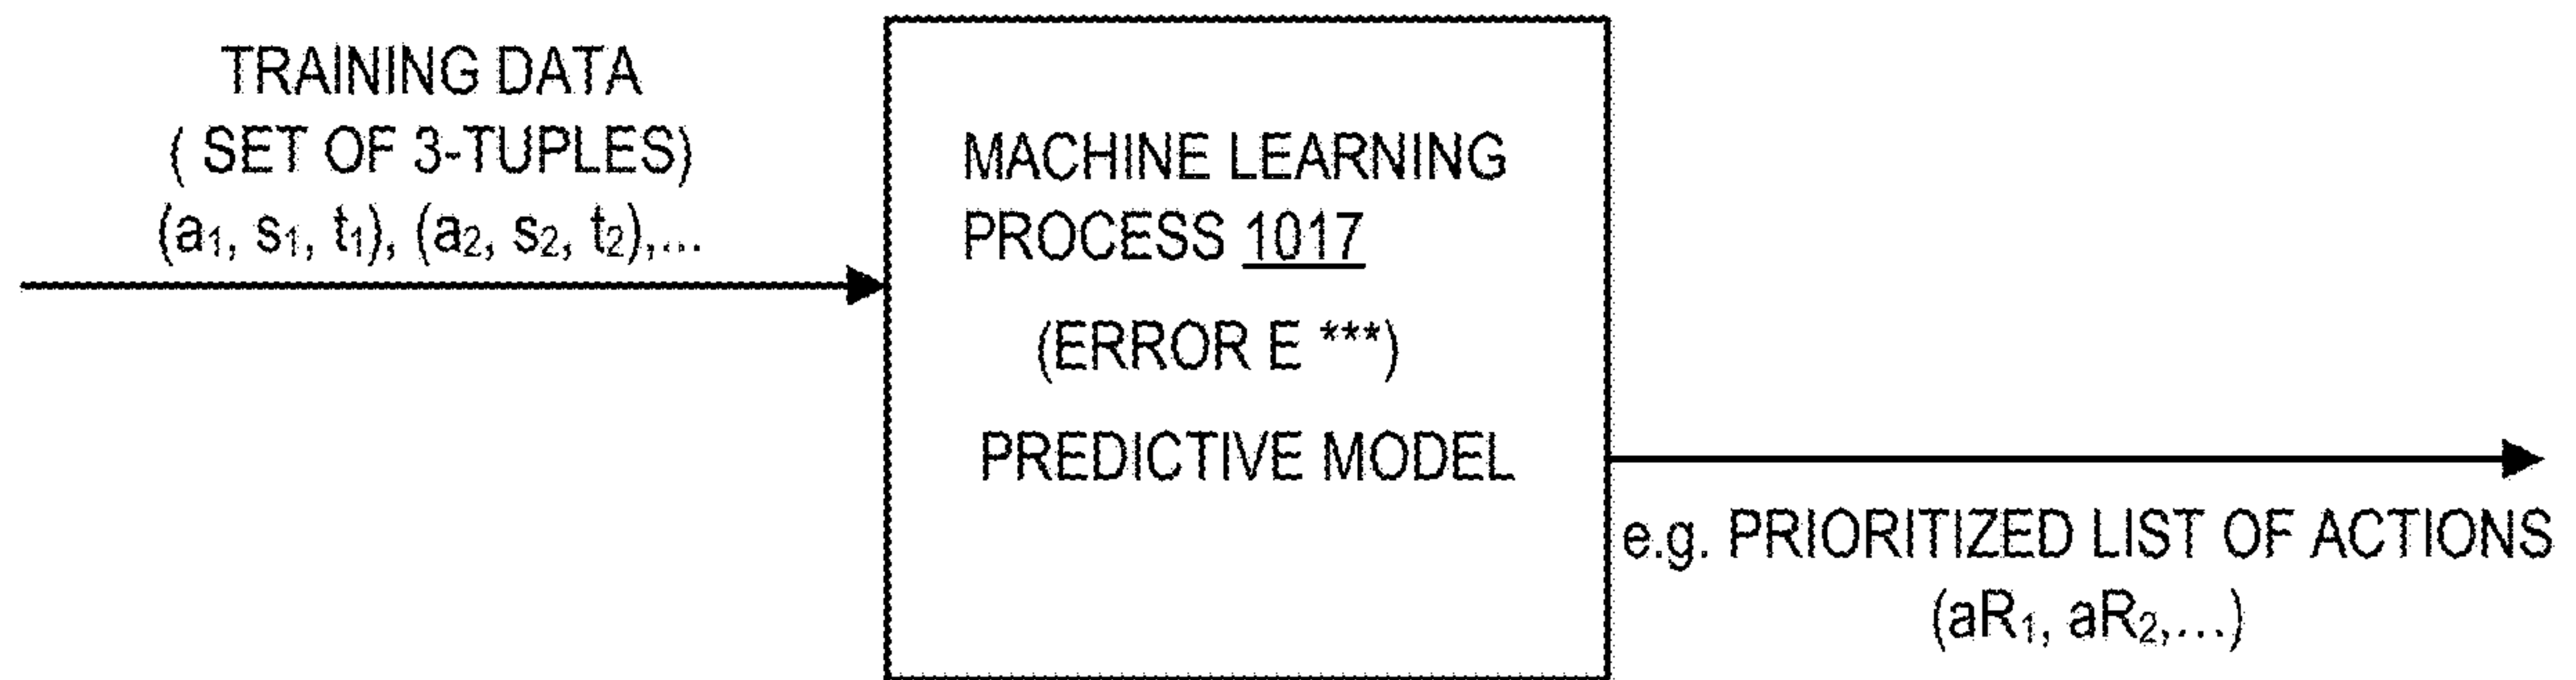 TRAINING DATA
( SET OF 3-TUPLES)
(a₁, s₁, t₁), (a₂, s₂, t₂),...
MACHINE LEARNING
PROCESS 1017
(ERROR E ***)
PREDICTIVE MODEL
e.g. PRIORITIZED LIST OF ACTIONS
(aR₁, aR₂,...)